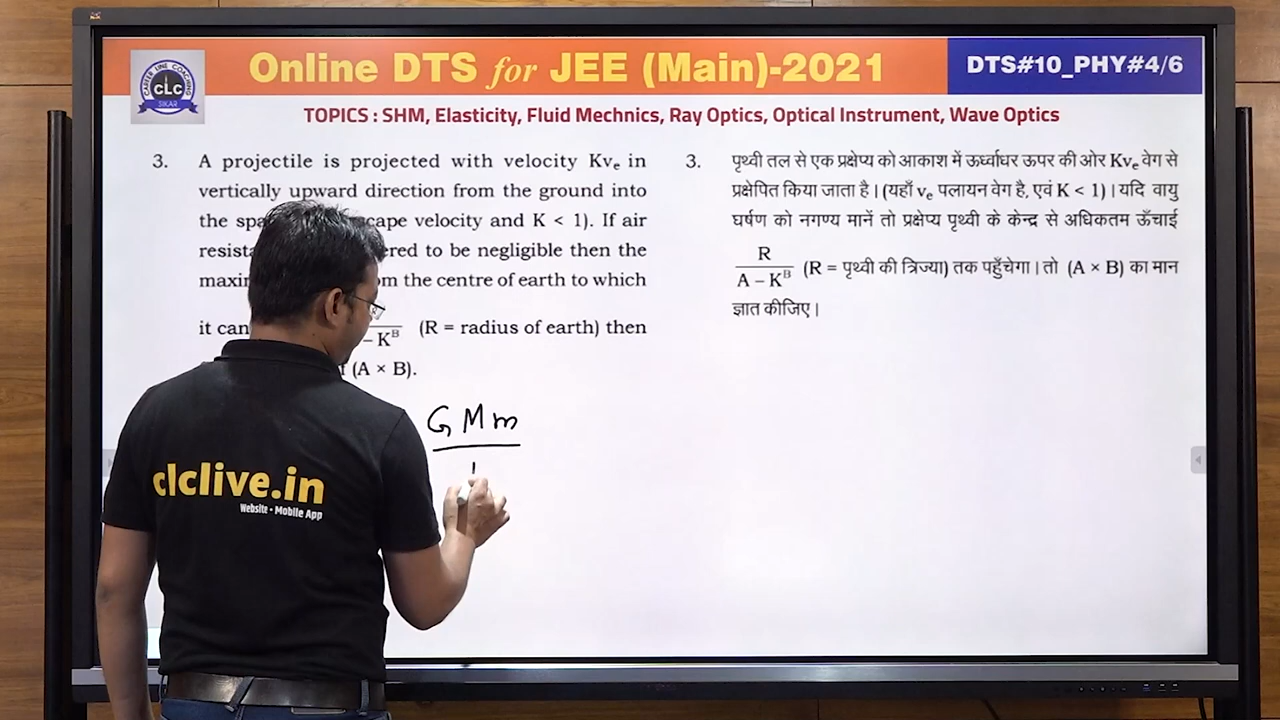 Online DTS for JEE (Main)-2021
DTS#10_PHY#4/6
CAREER LINE COACHING
CLC
SIKAR
TOPICS : SHM, Elasticity, Fluid Mechnics, Ray Optics, Optical Instrument, Wave Optics
3. A projectile is projected with velocity Kvₑ in
vertically upward direction from the ground into
the cape velocity and K < 1). If air
ered to be negligible then the
om the centre of earth to which
it can – Kᴮ (R = radius of earth) then
(A × B).
3. पृथ्वी तल से एक प्रक्षेप्य को आकाश में ऊर्ध्वाधर ऊपर की ओर Kvₑ वेग से
प्रक्षेपित किया जाता है। (यहाँ vₑ पलायन वेग है, एवं K < 1)। यदि वायु
घर्षण को नगण्य मानें तो प्रक्षेप्य पृथ्वी के केन्द्र से अधिकतम ऊँचाई
R
A – Kᴮ (R = पृथ्वी की त्रिज्या) तक पहुँचेगा। तो (A × B) का मान
ज्ञात कीजिए।
GMm
clclive.in
Website • Mobile App